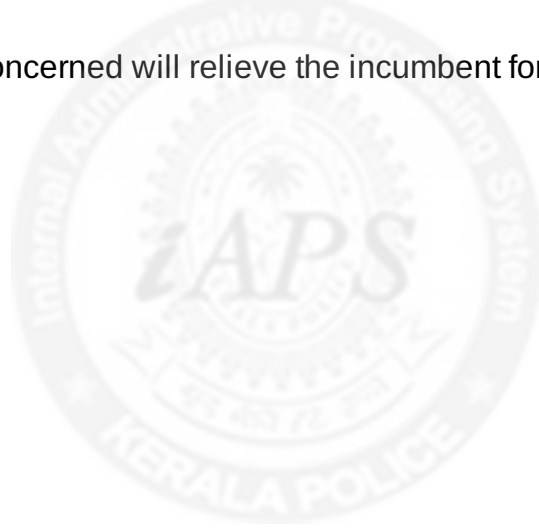 oncerned will relieve the incumbent for
Internal Administrative Processing System
iAPS
KERALA POLICE